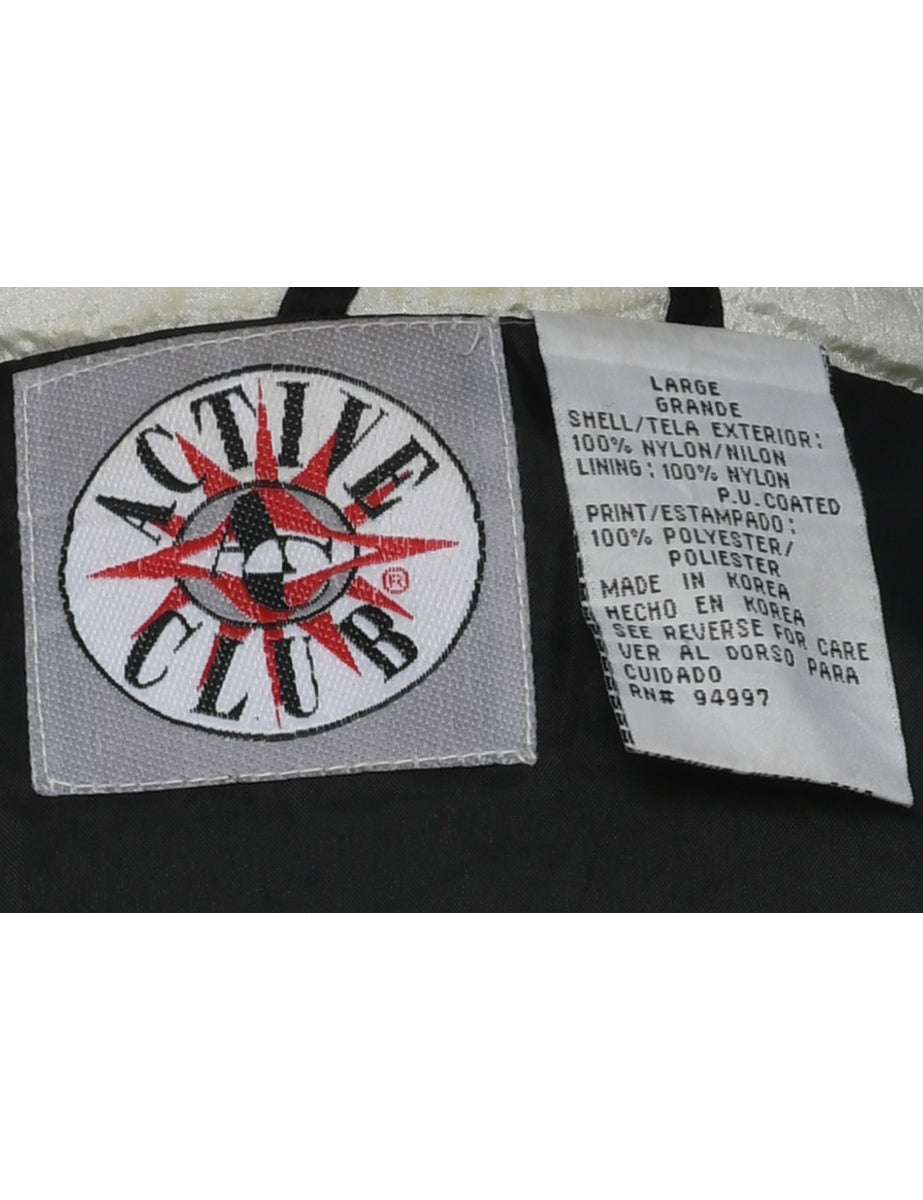 ACTIVE
AC
CLUB®
LARGE
GRANDE
SHELL/TELA EXTERIOR:
100% NYLON/NILON
LINING: 100% NYLON
P.U.COATED
PRINT/ESTAMPADO:
100% POLYESTER/
POLIESTER
MADE IN KOREA
HECHO EN KOREA
SEE REVERSE FOR CARE
VER AL DORSO PARA
CUIDADO
RN# 94997